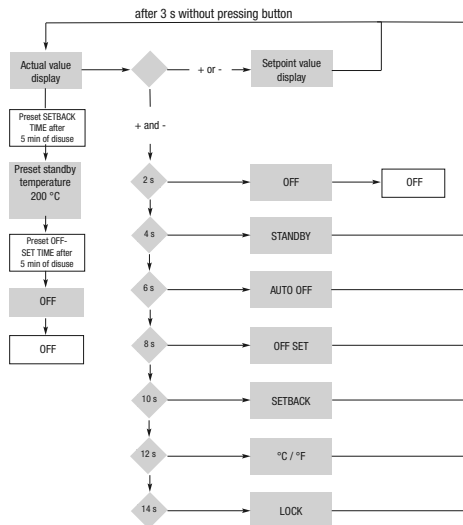 after 3 s without pressing button
Actual value
display
+ or -
Setpoint value
display
Preset SETBACK
TIME after
5 min of disuse
+ and -
Preset standby
temperature
200 °C
2 s
OFF
OFF
Preset OFF-
SET TIME after
5 min of disuse
4 s
STANDBY
OFF
6 s
AUTO OFF
OFF
8 s
OFF SET
10 s
SETBACK
12 s
°C / °F
14 s
LOCK